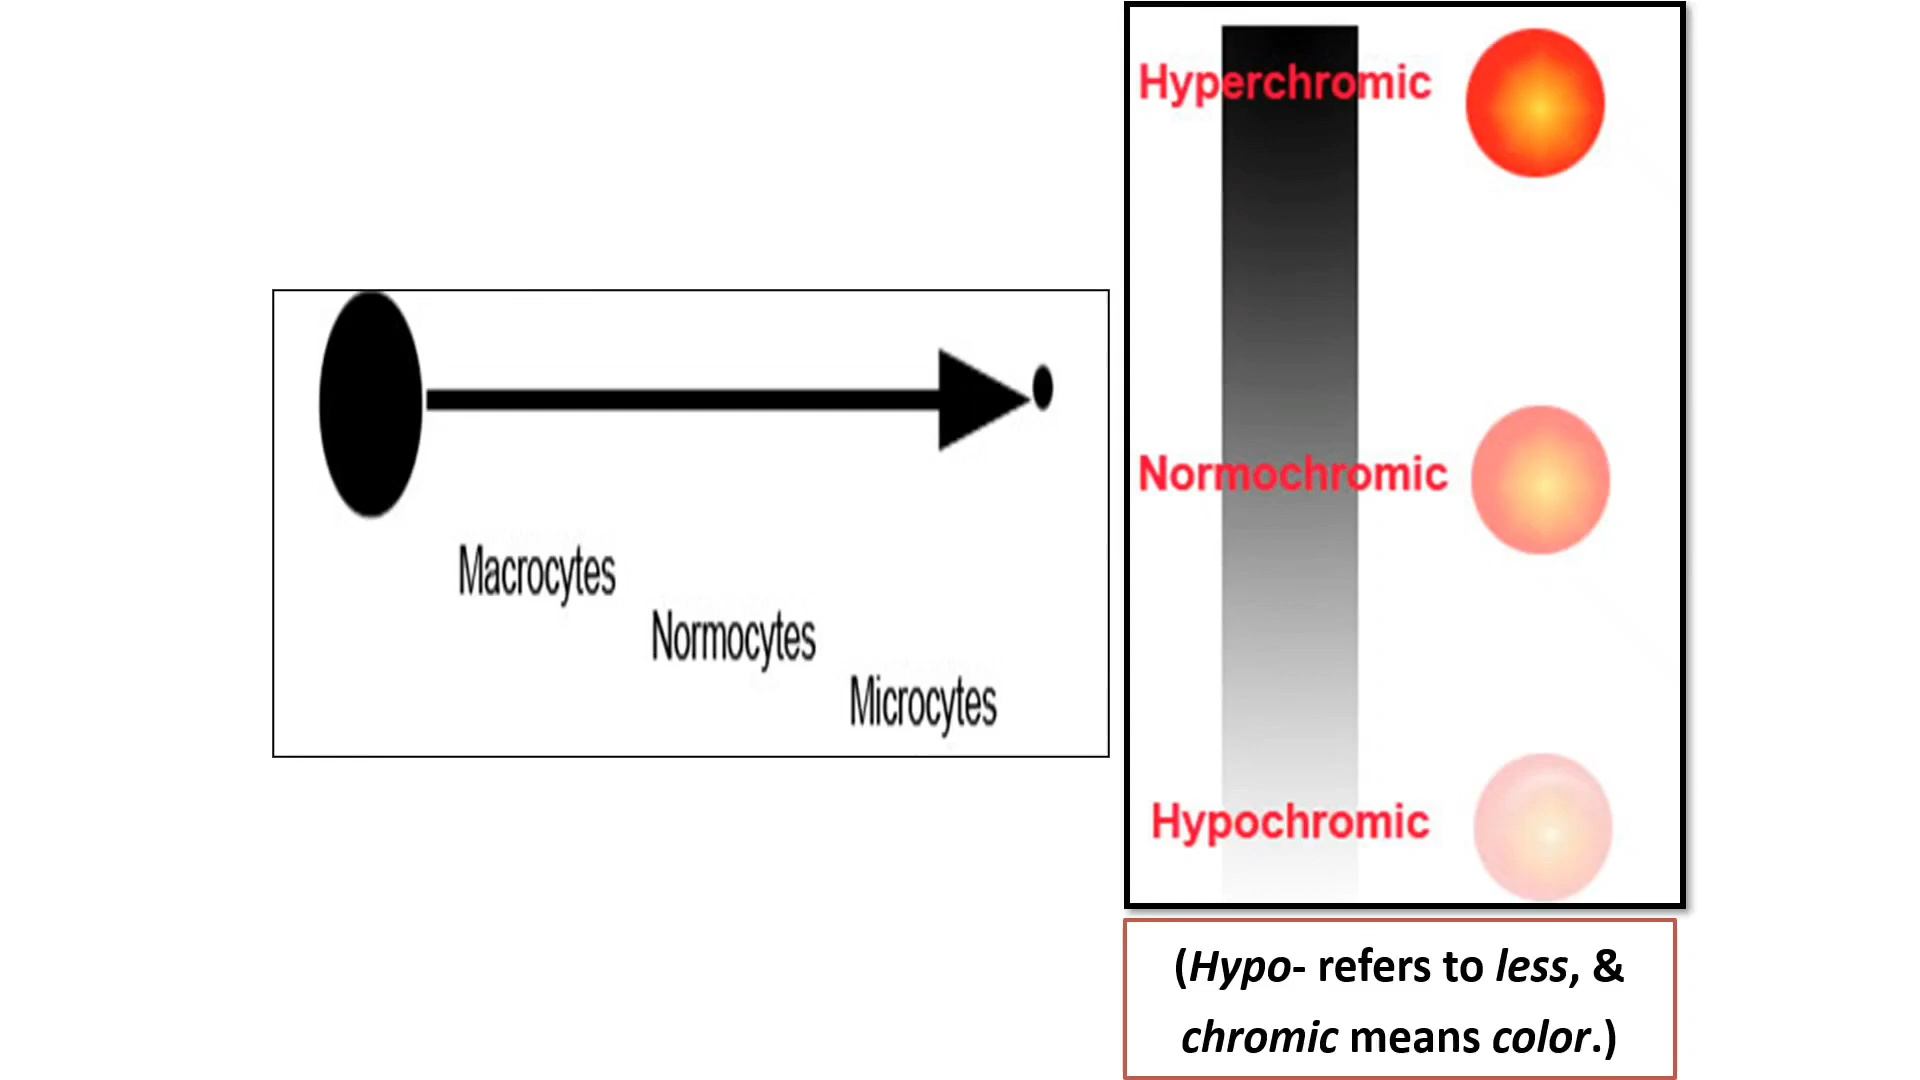 Macrocytes
Normocytes
Microcytes
Hyperchromic
Normochromic
Hypochromic
(Hypo- refers to less, &
chromic means color.)